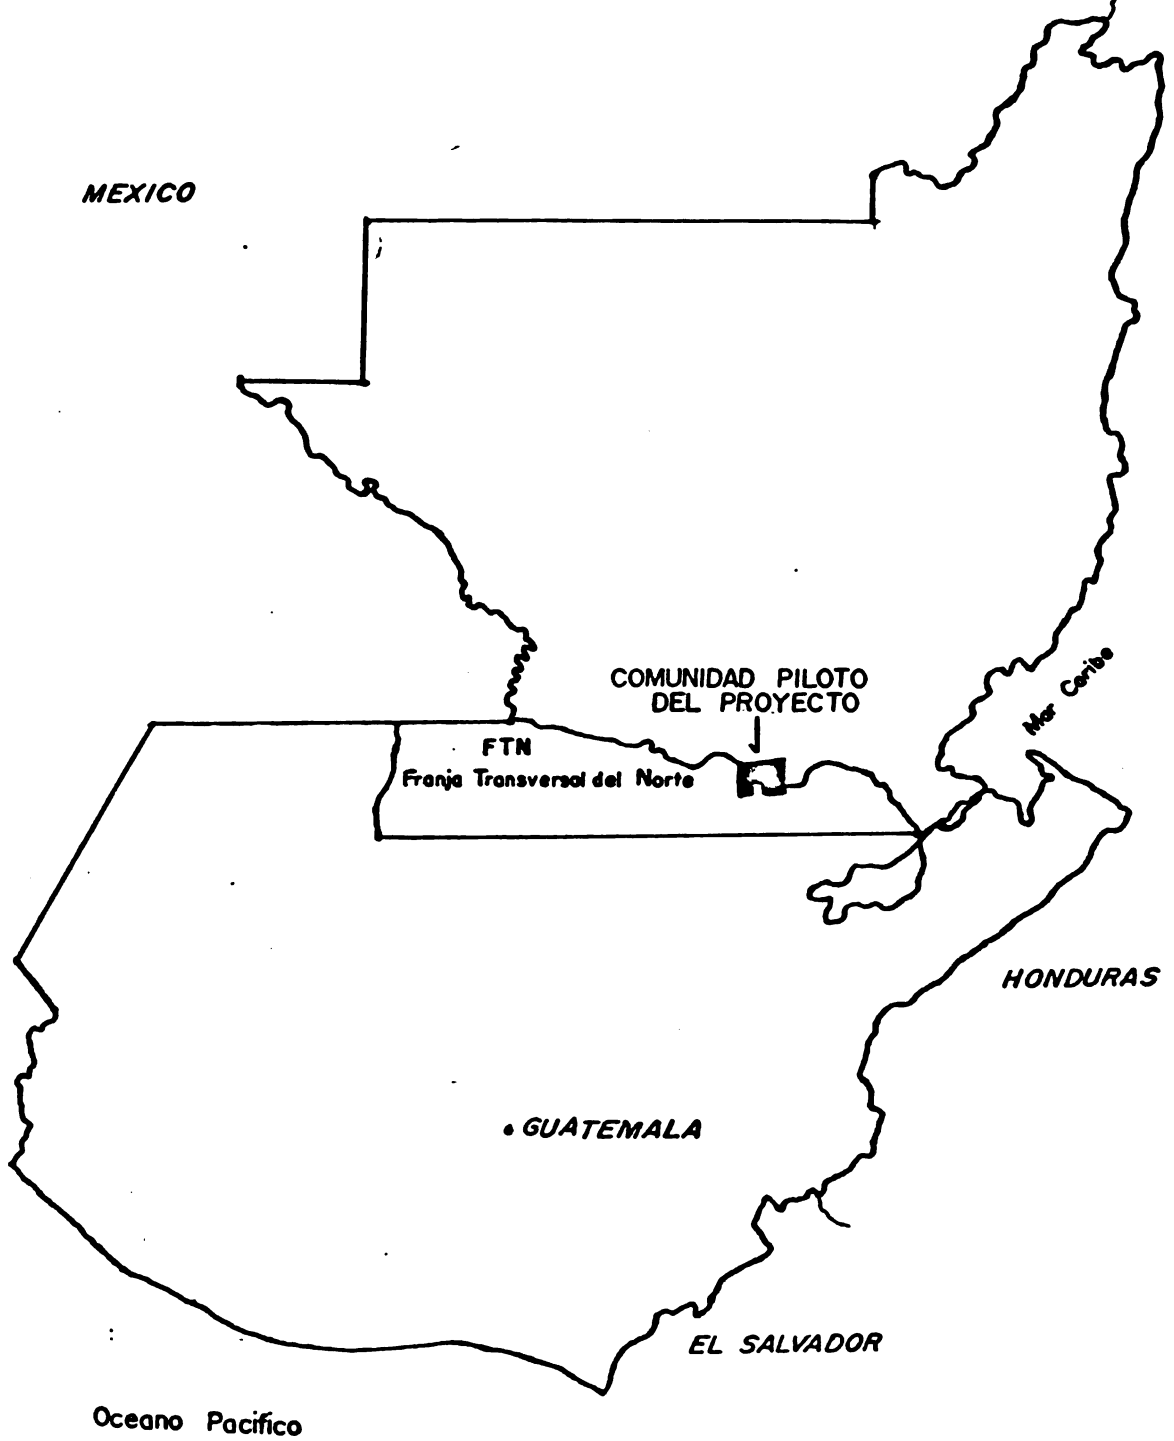 MEXICO
COMUNIDAD PILOTO
DEL PROYECTO
Mar Caribe
FTN
Franja Transversal del Norte
HONDURAS
GUATEMALA
EL SALVADOR
Oceano Pacifico